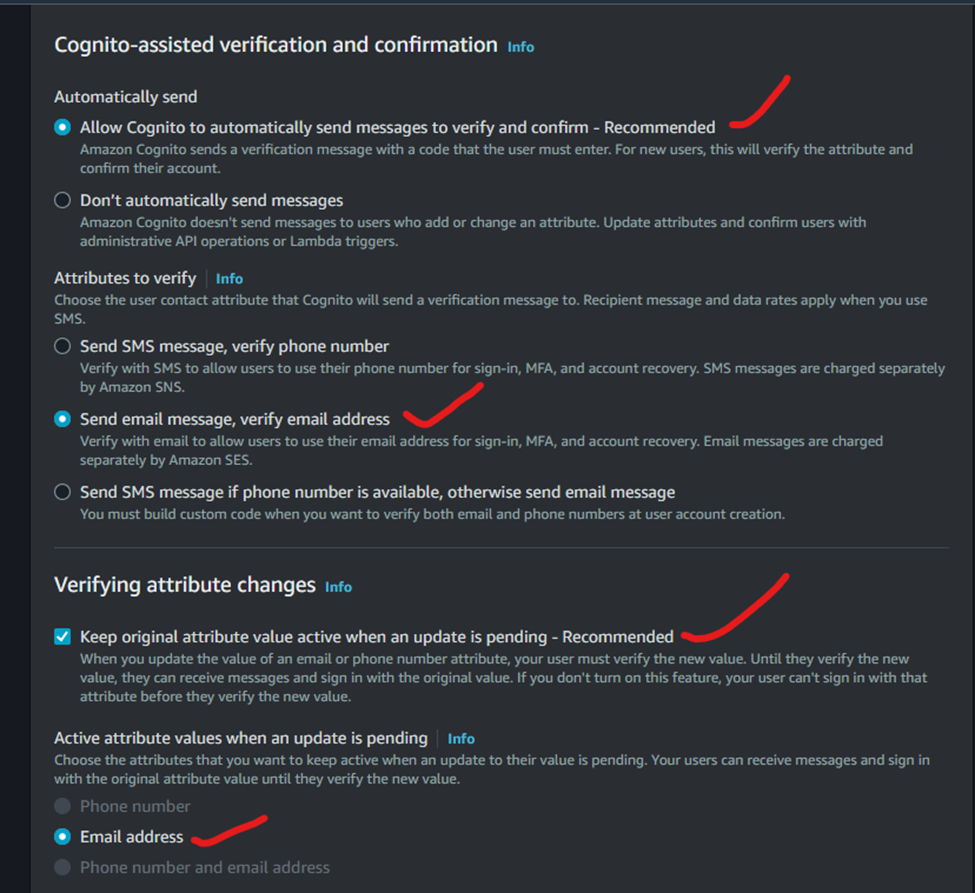 Cognito-assisted verification and confirmation Info
Automatically send
Allow Cognito to automatically send messages to verify and confirm - Recommended
Amazon Cognito sends a verification message with a code that the user must enter. For new users, this will verify the attribute and
confirm their account.
Don't automatically send messages
Amazon Cognito doesn't send messages to users who add or change an attribute. Update attributes and confirm users with
administrative API operations or Lambda triggers.
Attributes to verify Info
Choose the user contact attribute that Cognito will send a verification message to. Recipient message and data rates apply when you use
SMS.
Send SMS message, verify phone number
Verify with SMS to allow users to use their phone number for sign-in, MFA, and account recovery. SMS messages are charged separately
by Amazon SNS.
Send email message, verify email address
Verify with email to allow users to use their email address for sign-in, MFA, and account recovery. Email messages are charged
separately by Amazon SES.
Send SMS message if phone number is available, otherwise send email message
You must build custom code when you want to verify both email and phone numbers at user account creation.
Verifying attribute changes Info
Keep original attribute value active when an update is pending - Recommended
When you update the value of an email or phone number attribute, your user must verify the new value. Until they verify the new
value, they can receive messages and sign in with the original value. If you don't turn on this feature, your user can't sign in with that
attribute before they verify the new value.
Active attribute values when an update is pending Info
Choose the attributes that you want to keep active when an update to their value is pending. Your users can receive messages and sign in
with the original attribute value until they verify the new value.
Phone number
Email address
Phone number and email address